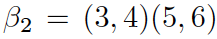 β₂ = (3, 4)(5, 6)